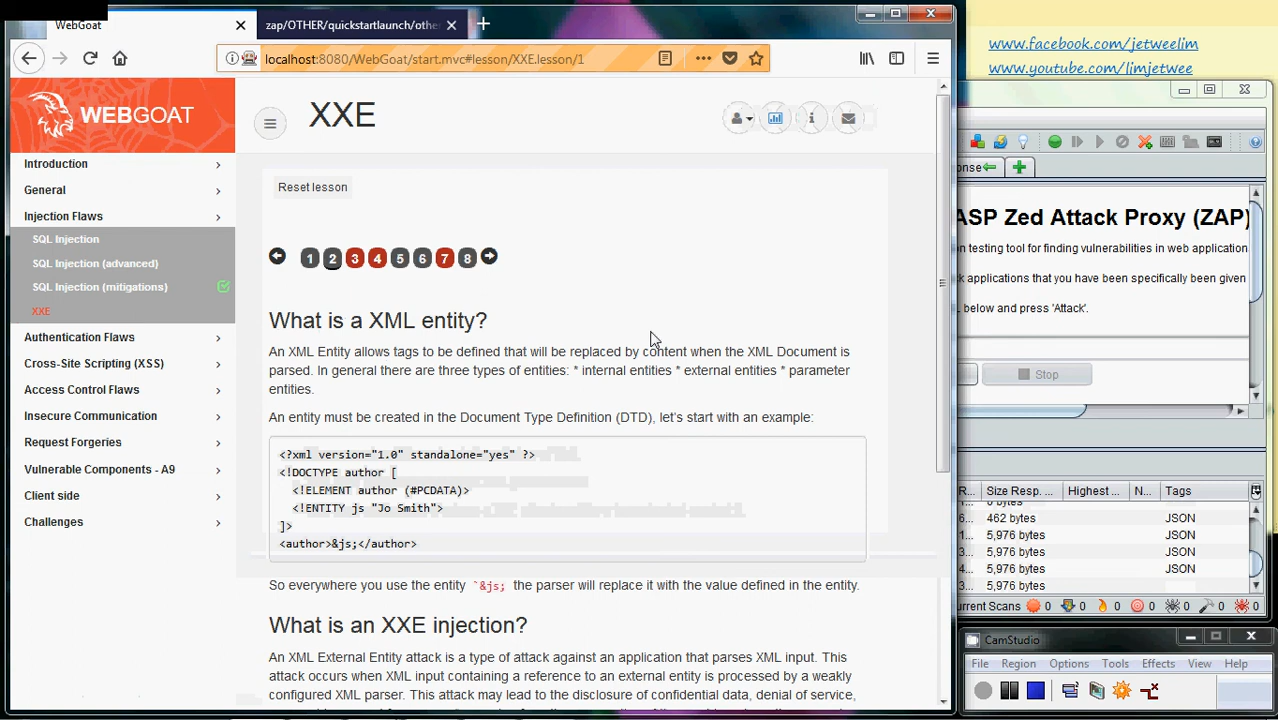 WebGoat
zap/OTHER/quickstartlaunch/othe
www.facebook.com/jetweelim
www.youtube.com/limjetwee
localhost:8080/WebGoat/start.mvc#lesson/XXE.lesson/1
WEBGOAT
XXE
Introduction
General
Injection Flaws
SQL Injection
SQL Injection (advanced)
SQL Injection (mitigations)
XXE
Authentication Flaws
Cross-Site Scripting (XSS)
Access Control Flaws
Insecure Communication
Request Forgeries
Vulnerable Components - A9
Client side
Challenges
Reset lesson
1 2 3 4 5 6 7 8
What is a XML entity?
An XML Entity allows tags to be defined that will be replaced by content when the XML Document is
parsed. In general there are three types of entities: * internal entities * external entities * parameter
entities.
An entity must be created in the Document Type Definition (DTD), let's start with an example:
<?xml version="1.0" standalone="yes" ?>
<!DOCTYPE author [
<!ELEMENT author (#PCDATA)>
<!ENTITY js "Jo Smith">
]>
<author>&js;</author>
So everywhere you use the entity `&js; the parser will replace it with the value defined in the entity.
What is an XXE injection?
An XML External Entity attack is a type of attack against an application that parses XML input. This
attack occurs when XML input containing a reference to an external entity is processed by a weakly
configured XML parser. This attack may lead to the disclosure of confidential data, denial of service,
onse
ASP Zed Attack Proxy (ZAP)
on testing tool for finding vulnerabilities in web application
ck applications that you have been specifically been given
L below and press 'Attack'.
Stop
R... Size Resp. ... Highest ... N... Tags
6... 462 bytes JSON
1... 5,976 bytes JSON
3... 5,976 bytes JSON
4... 5,976 bytes JSON
3... 5,976 bytes
urrent Scans 0 0 0 0 0 0 0
CamStudio
File Region Options Tools Effects View Help